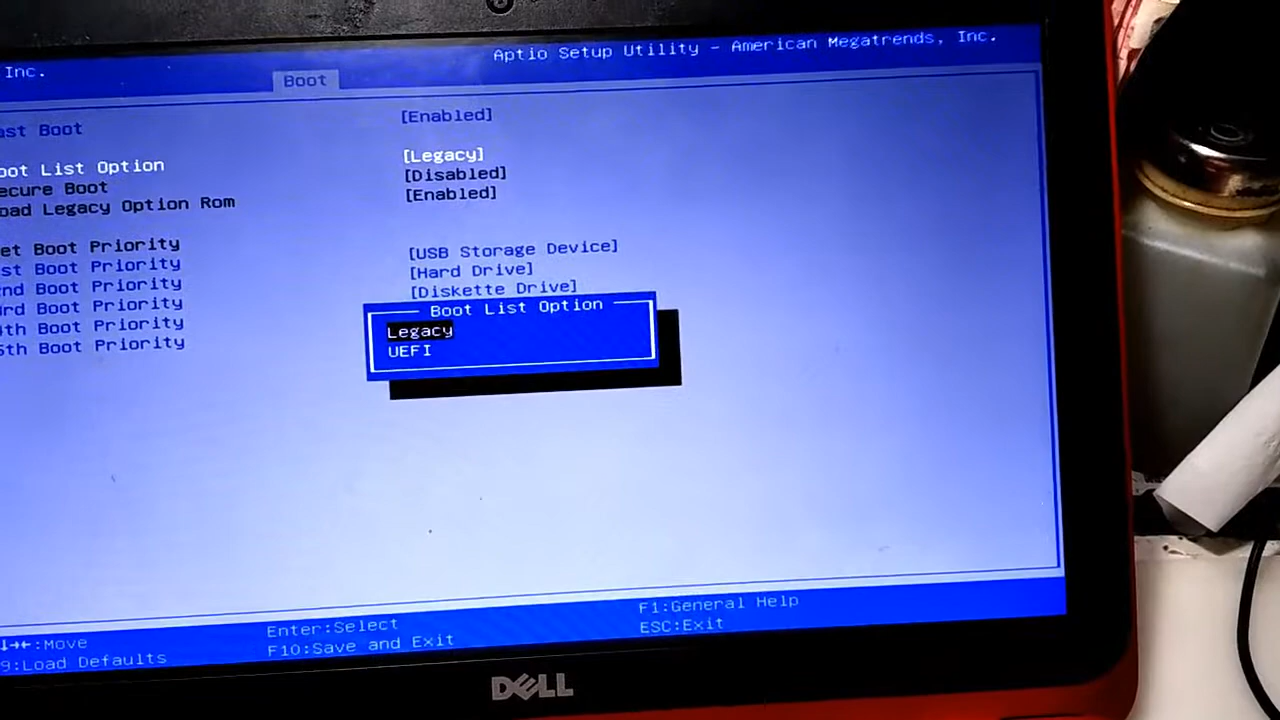 Inc.
Aptio Setup Utility - American Megatrends, Inc.
Boot
ast Boot [Enabled]
oot List Option [Legacy]
ecure Boot [Disabled]
oad Legacy Option Rom [Enabled]
et Boot Priority
st Boot Priority [USB Storage Device]
nd Boot Priority [Hard Drive]
rd Boot Priority [Diskette Drive]
4th Boot Priority
5th Boot Priority
Boot List Option
Legacy
UEFI
:Move
Enter:Select
F1:General Help
9:Load Defaults
F10:Save and Exit
ESC:Exit
DELL